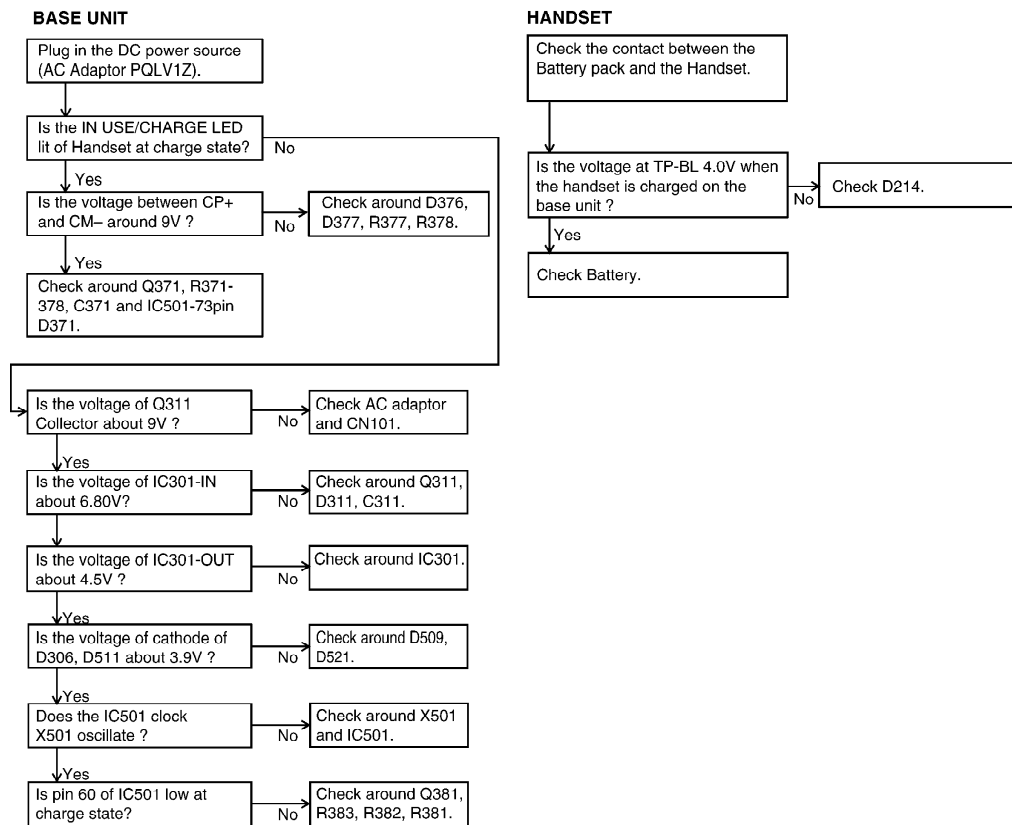 BASE UNIT
Plug in the DC power source
(AC Adaptor PQLV1Z).
Is the IN USE/CHARGE LED
lit of Handset at charge state?
No
Yes
Is the voltage between CP+
and CM– around 9V ?
No
Check around D376,
D377, R377, R378.
Yes
Check around Q371, R371-
378, C371 and IC501-73pin
D371.
Is the voltage of Q311
Collector about 9V ?
No
Check AC adaptor
and CN101.
Yes
Is the voltage of IC301-IN
about 6.80V?
No
Check around Q311,
D311, C311.
Is the voltage of IC301-OUT
about 4.5V ?
No
Check around IC301.
Yes
Is the voltage of cathode of
D306, D511 about 3.9V ?
No
Check around D509,
D521.
Yes
Does the IC501 clock
X501 oscillate ?
No
Check around X501
and IC501.
Yes
Is pin 60 of IC501 low at
charge state?
No
Check around Q381,
R383, R382, R381.
HANDSET
Check the contact between the
Battery pack and the Handset.
Is the voltage at TP-BL 4.0V when
the handset is charged on the
base unit ?
No
Check D214.
Yes
Check Battery.